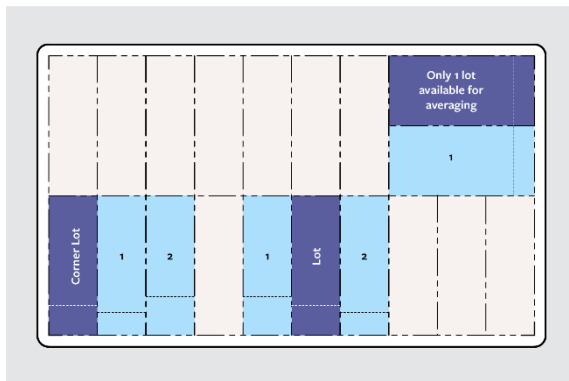 Only 1 lot
available for
averaging
1
Corner Lot
1
2
1
Lot
2